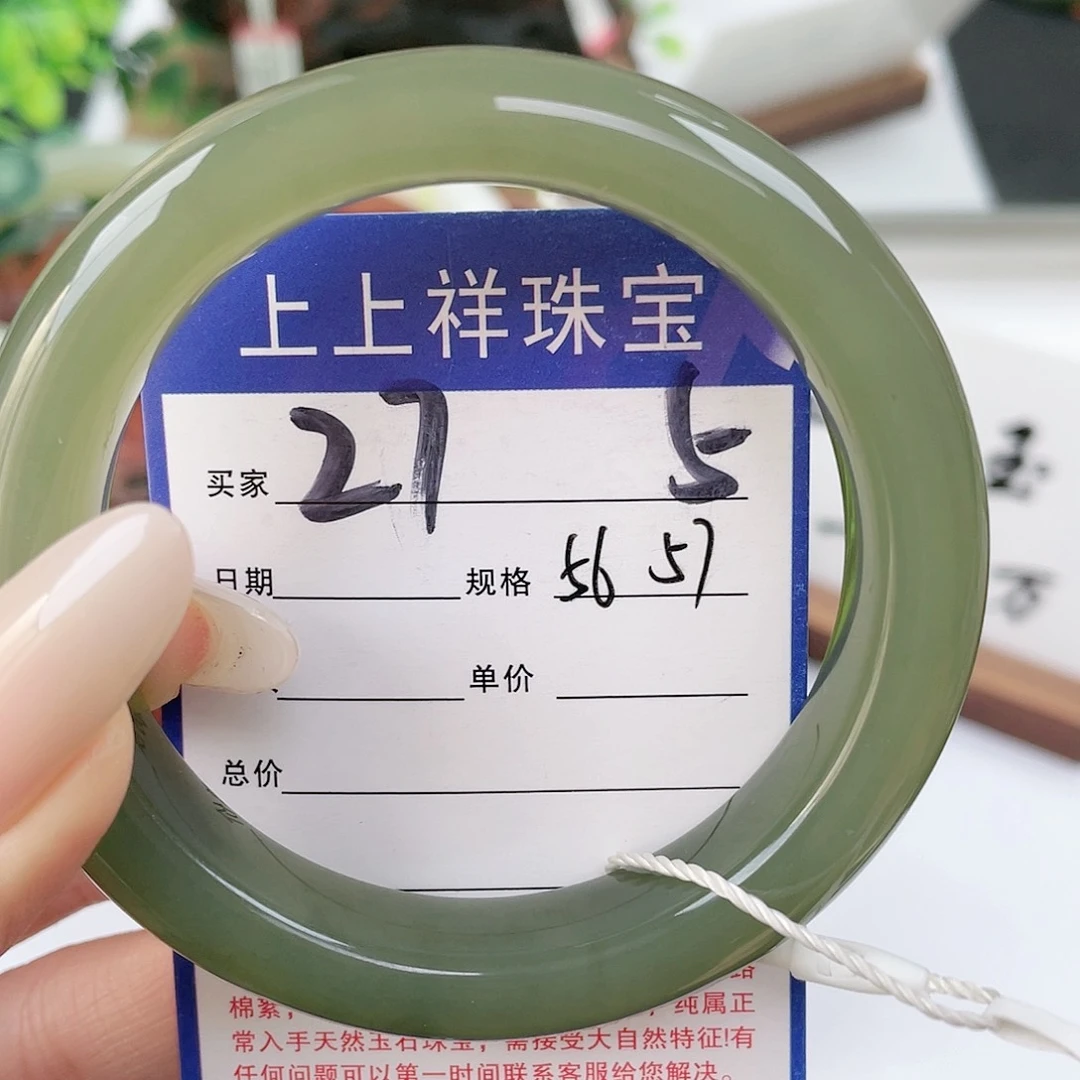 上上祥珠宝
27 5
买家
日期 规格 56 57
单价
总价
棉絮， 纯属正
常入手天然玉石珠宝，需接受大自然特征!有
任何问题可以第一时间联系客服给您解决。
玉
万